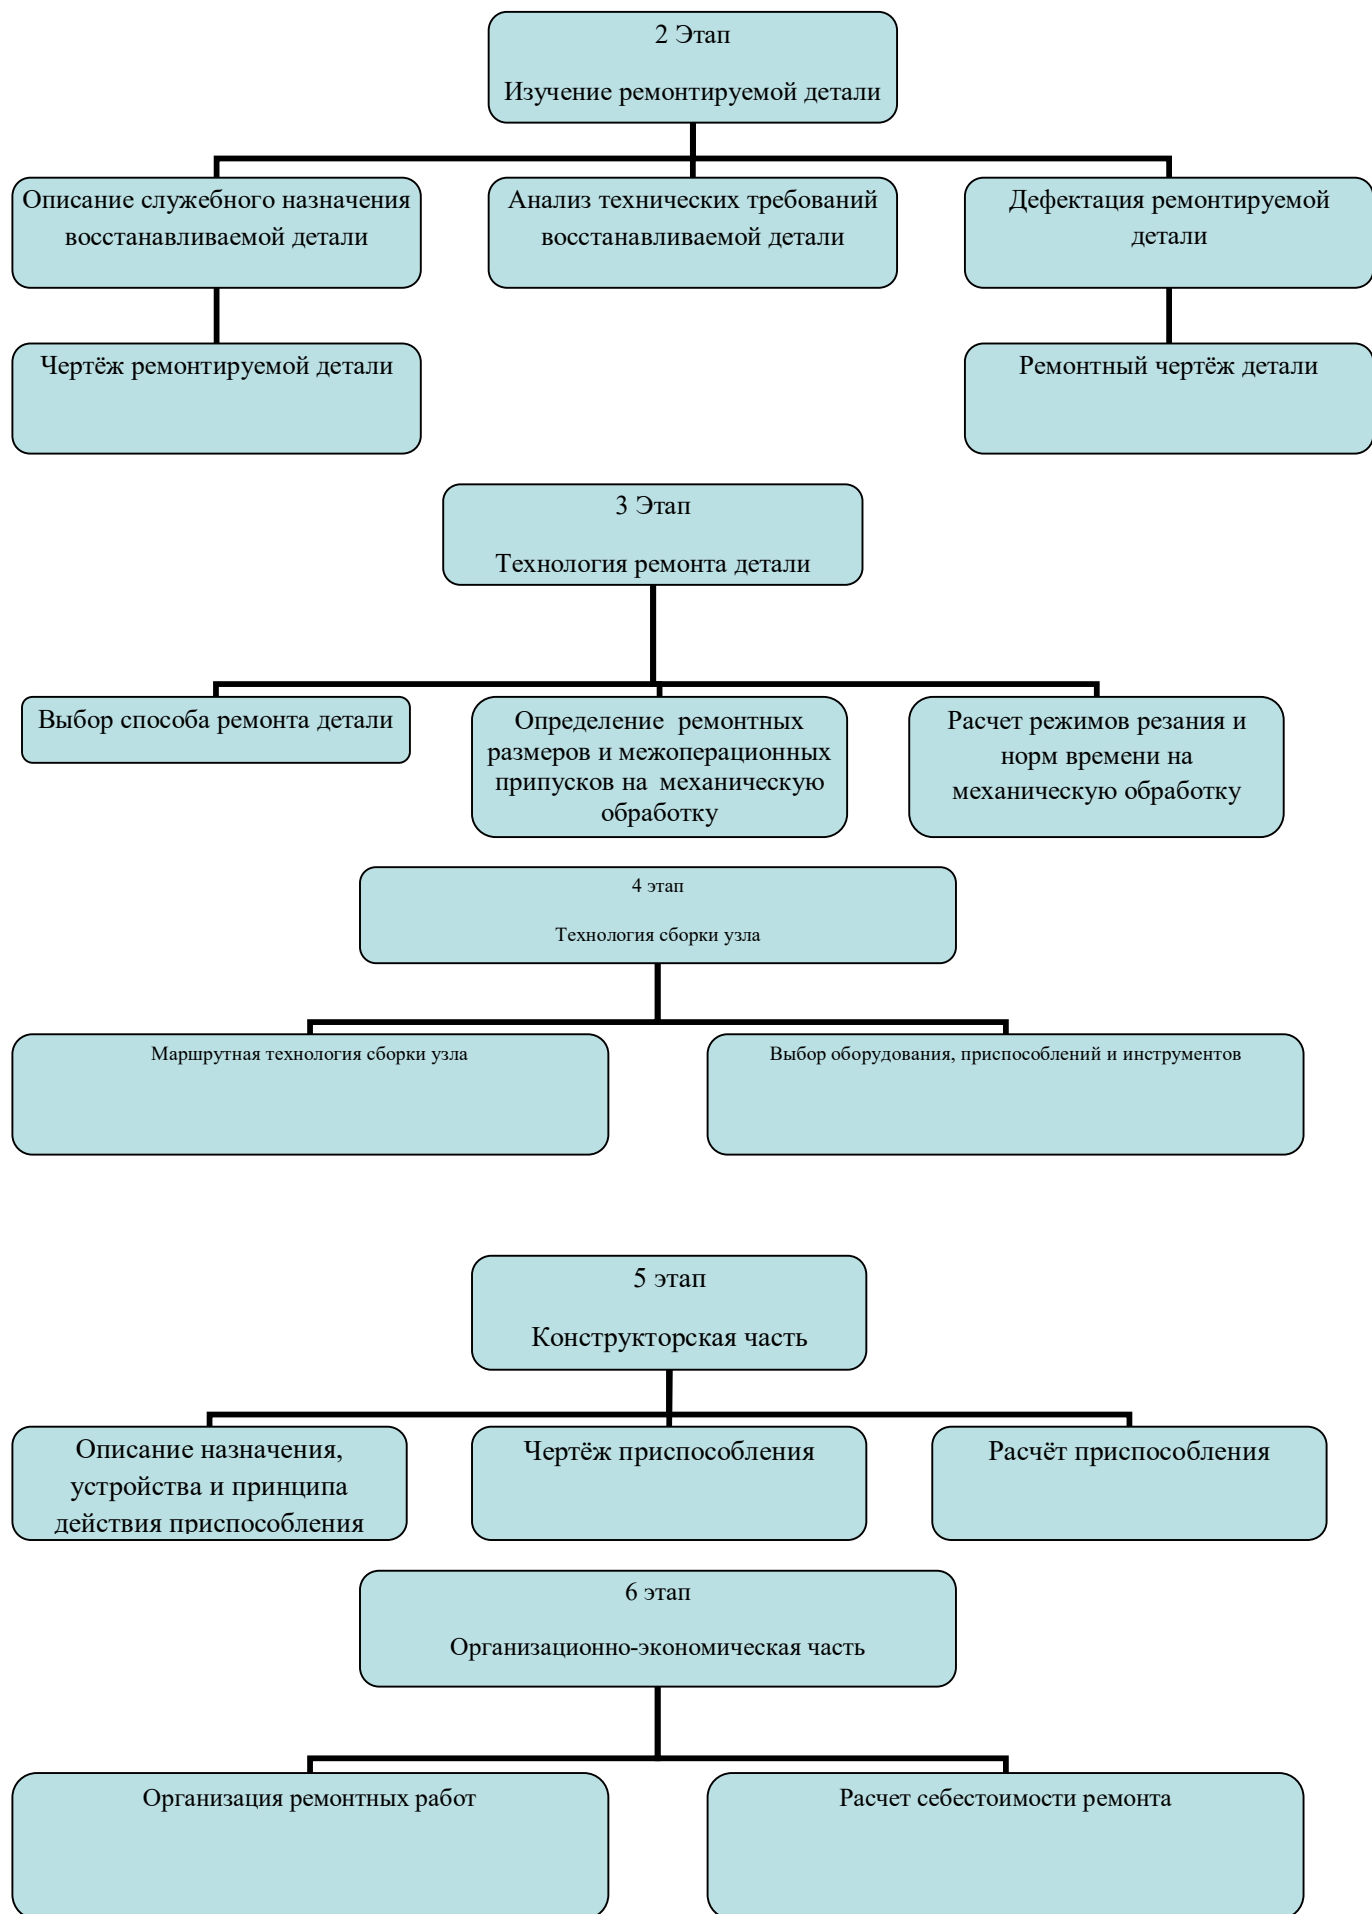 2 Этап
Изучение ремонтируемой детали
Описание служебного назначения
восстанавливаемой детали
Анализ технических требований
восстанавливаемой детали
Дефектация ремонтируемой
детали
Чертёж ремонтируемой детали
Ремонтный чертёж детали
3 Этап
Технология ремонта детали
Выбор способа ремонта детали
Определение ремонтных
размеров и межоперационных
припусков на механическую
обработку
Расчет режимов резания и
норм времени на
механическую обработку
4 этап
Технология сборки узла
Маршрутная технология сборки узла
Выбор оборудования, приспособлений и инструментов
5 этап
Конструкторская часть
Описание назначения,
устройства и принципа
действия приспособления
Чертёж приспособления
Расчёт приспособления
6 этап
Организационно-экономическая часть
Организация ремонтных работ
Расчет себестоимости ремонта